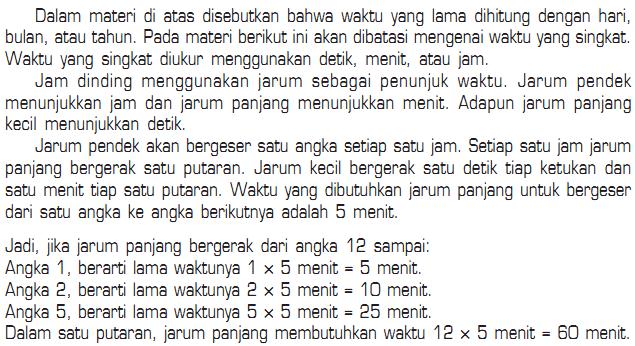 Dalam materi di atas disebutkan bahwa waktu yang lama dihitung dengan hari,
bulan, atau tahun. Pada materi berikut ini akan dibatasi mengenai waktu yang singkat.
Waktu yang singkat diukur menggunakan detik, menit, atau jam.
Jam dinding menggunakan jarum sebagai penunjuk waktu. Jarum pendek
menunjukkan jam dan jarum panjang menunjukkan menit. Adapun jarum panjang
kecil menunjukkan detik.
Jarum pendek akan bergeser satu angka setiap satu jam. Setiap satu jam jarum
panjang bergerak satu putaran. Jarum kecil bergerak satu detik tiap ketukan dan
satu menit tiap satu putaran. Waktu yang dibutuhkan jarum panjang untuk bergeser
dari satu angka ke angka berikutnya adalah 5 menit.
Jadi, jika jarum panjang bergerak dari angka 12 sampai:
Angka 1, berarti lama waktunya 1 × 5 menit = 5 menit.
Angka 2, berarti lama waktunya 2 × 5 menit = 10 menit.
Angka 5, berarti lama waktunya 5 × 5 menit = 25 menit.
Dalam satu putaran, jarum panjang membutuhkan waktu 12 × 5 menit = 60 menit.